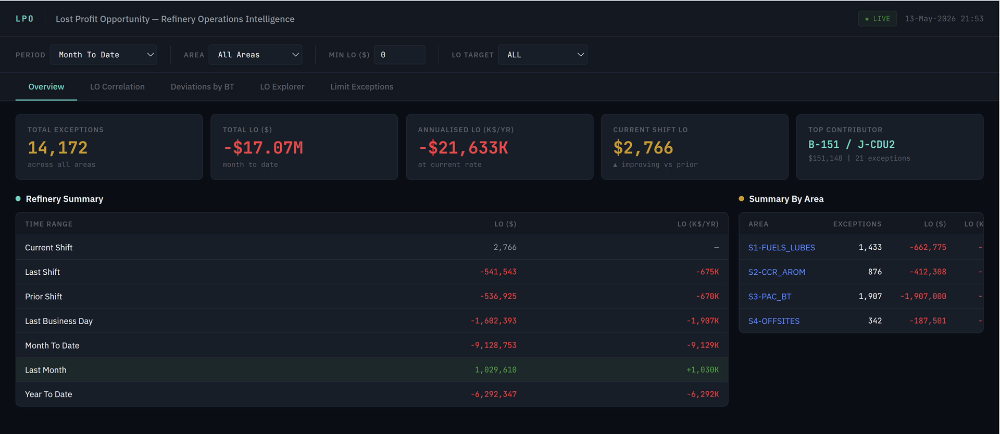 LPO Lost Profit Opportunity — Refinery Operations Intelligence ● LIVE 13-May-2026 21:53
PERIOD Month To Date AREA All Areas MIN LO ($) 0 LO TARGET ALL
Overview LO Correlation Deviations by BT LO Explorer Limit Exceptions
TOTAL EXCEPTIONS
14,172
across all areas
TOTAL LO ($)
-$17.07M
month to date
ANNUALISED LO (K$/YR)
-$21,633K
at current rate
CURRENT SHIFT LO
$2,766
▲ improving vs prior
TOP CONTRIBUTOR
B-151 / J-CDU2
$151,148 | 21 exceptions
Refinery Summary
TIME RANGE LO ($) LO (K$/YR)
Current Shift 2,766 —
Last Shift -541,543 -675K
Prior Shift -536,925 -670K
Last Business Day -1,602,393 -1,907K
Month To Date -9,128,753 -9,129K
Last Month 1,029,610 +1,030K
Year To Date -6,292,347 -6,292K
Summary By Area
AREA EXCEPTIONS LO ($) LO (K
S1-FUELS_LUBES 1,433 -662,775 -
S2-CCR_AROM 876 -412,308 -
S3-PAC_BT 1,907 -1,907,000 -
S4-OFFSITES 342 -187,501 -